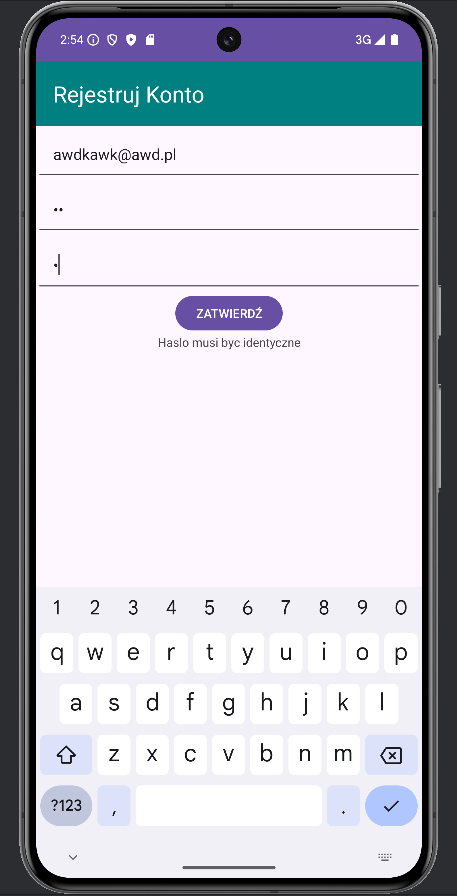 2:54 3G
Rejestruj Konto
awdkawk@awd.pl
••
•
ZATWIERDŹ
Haslo musi byc identyczne
1 2 3 4 5 6 7 8 9 0
q w e r t y u i o p
a s d f g h j k l
z x c v b n m
?123 , .